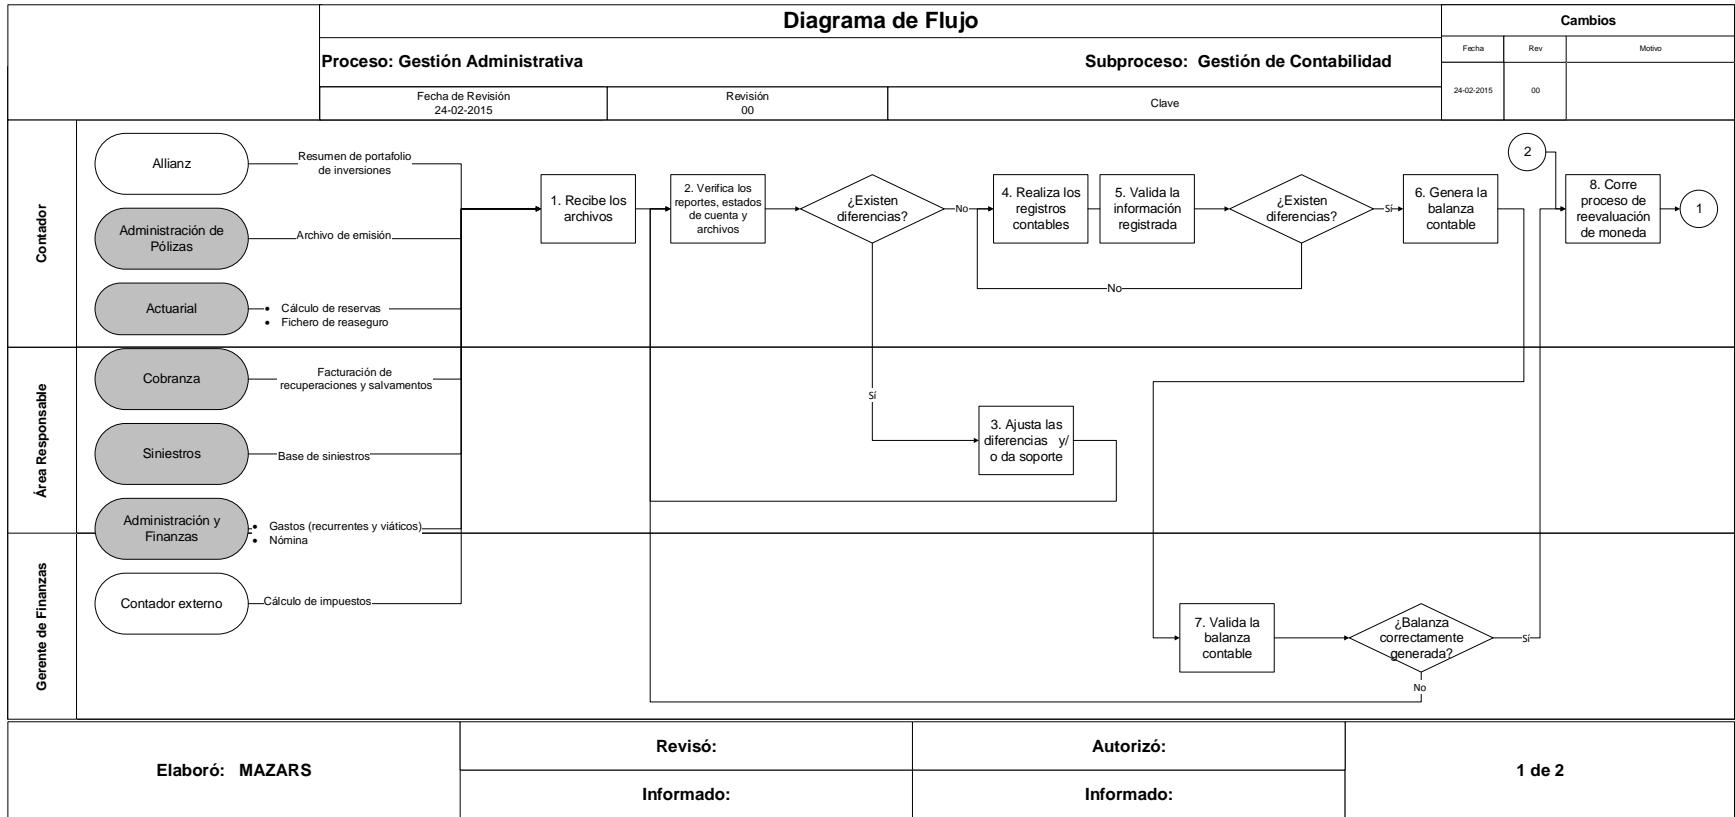 Diagrama de Flujo
Cambios
Proceso: Gestión Administrativa
Subproceso: Gestión de Contabilidad
Fecha
Rev
Motivo
Fecha de Revisión
24-02-2015
Revisión
00
Clave
24-02-2015
00
Contador
Allianz
Resumen de portafolio
de inversiones
Administración de
Pólizas
Archivo de emisión
Actuarial
• Cálculo de reservas
• Fichero de reaseguro
1. Recibe los
archivos
2. Verifica los
reportes, estados
de cuenta y
archivos
¿Existen
diferencias?
No
Sí
4. Realiza los
registros
contables
5. Valida la
información
registrada
¿Existen
diferencias?
Sí
No
6. Genera la
balanza
contable
2
8. Corre
proceso de
reevaluación
de moneda
1
Área Responsable
Cobranza
Facturación de
recuperaciones y salvamentos
Siniestros
Base de siniestros
Administración y
Finanzas
• Gastos (recurrentes y viáticos)
• Nómina
3. Ajusta las
diferencias y/
o da soporte
Gerente de Finanzas
Contador externo
Cálculo de impuestos
7. Valida la
balanza
contable
¿Balanza
correctamente
generada?
Sí
No
Elaboró: MAZARS
Revisó:
Autorizó:
Informado:
Informado:
1 de 2